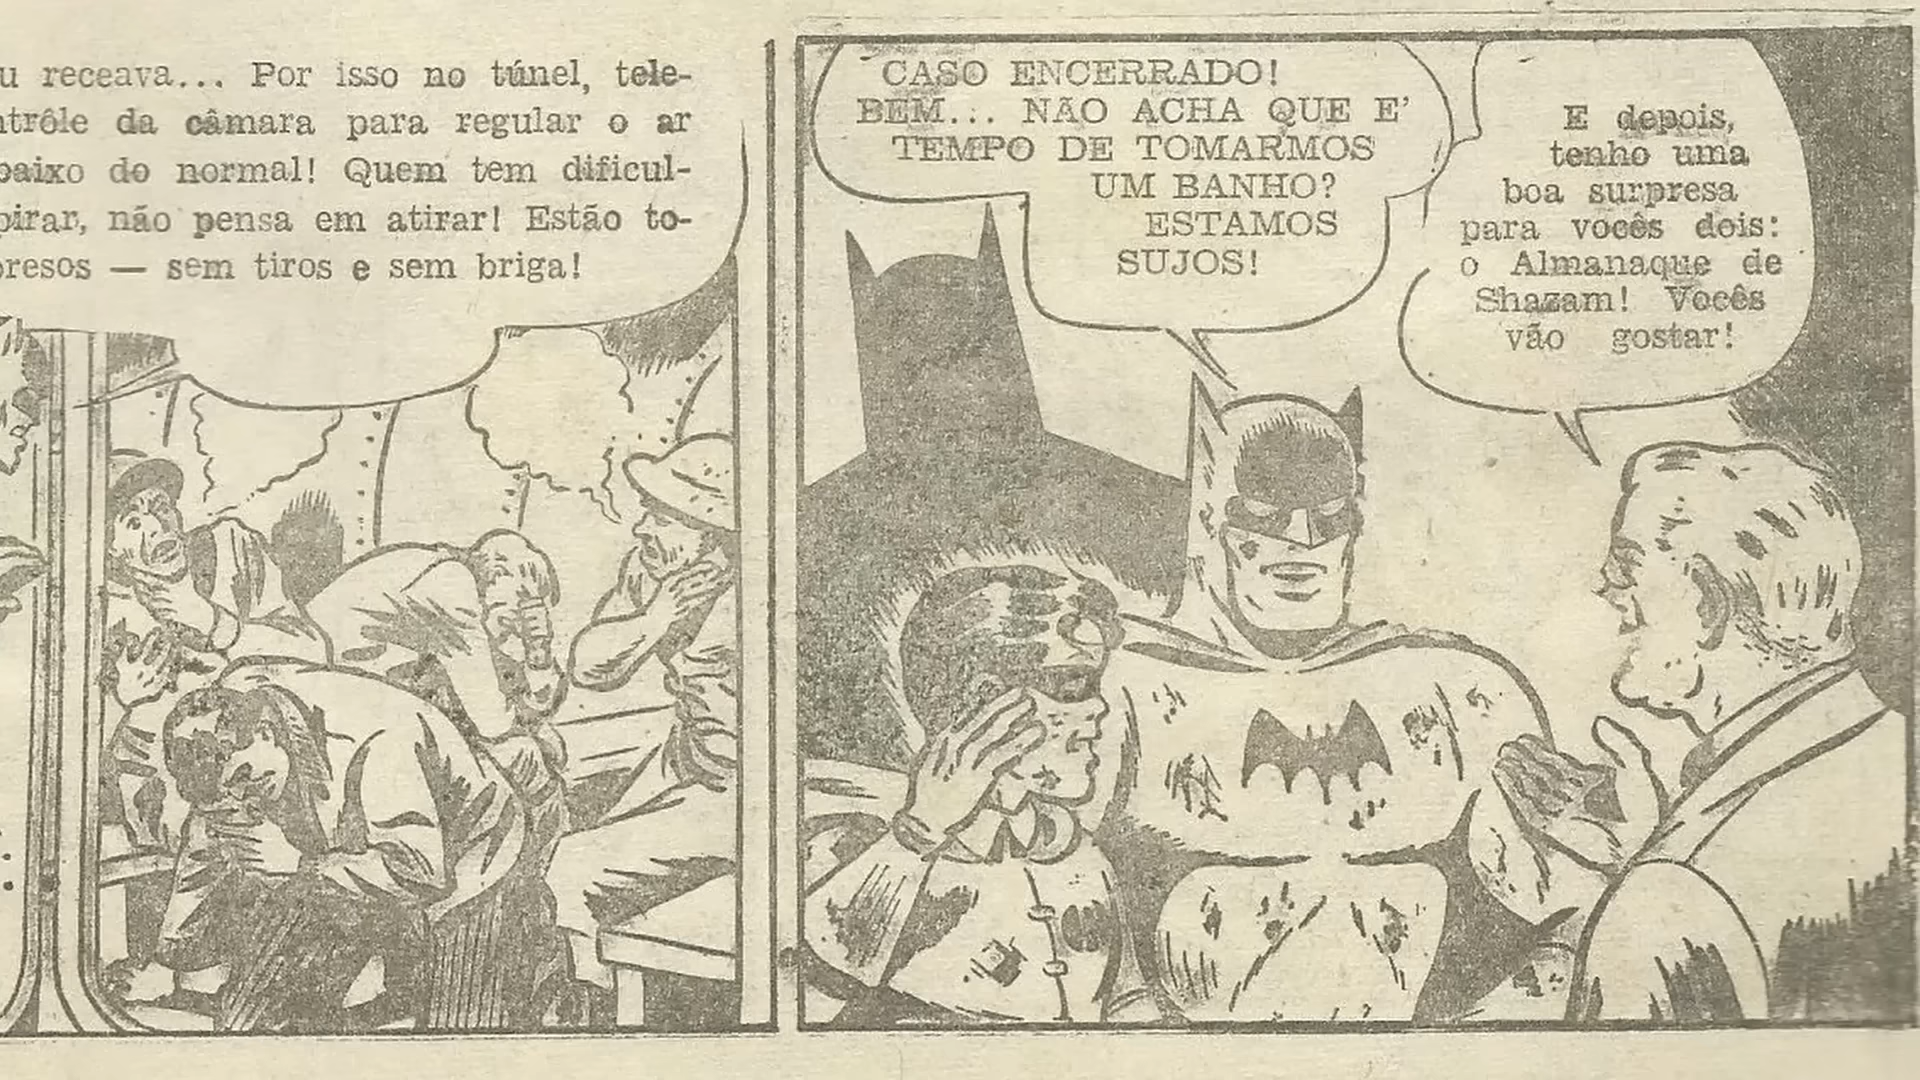 u receava... Por isso no túnel, tele-
ntrôle da câmara para regular o ar
baixo do normal! Quem tem dificul-
pirar, não pensa em atirar! Estão to-
presos — sem tiros e sem briga!
CASO ENCERRADO!
BEM... NÃO ACHA QUE E'
TEMPO DE TOMARMOS
UM BANHO?
ESTAMOS
SUJOS!
E depois,
tenho uma
boa surpresa
para vocês dois:
o Almanaque de
Shazam! Vocês
vão gostar!